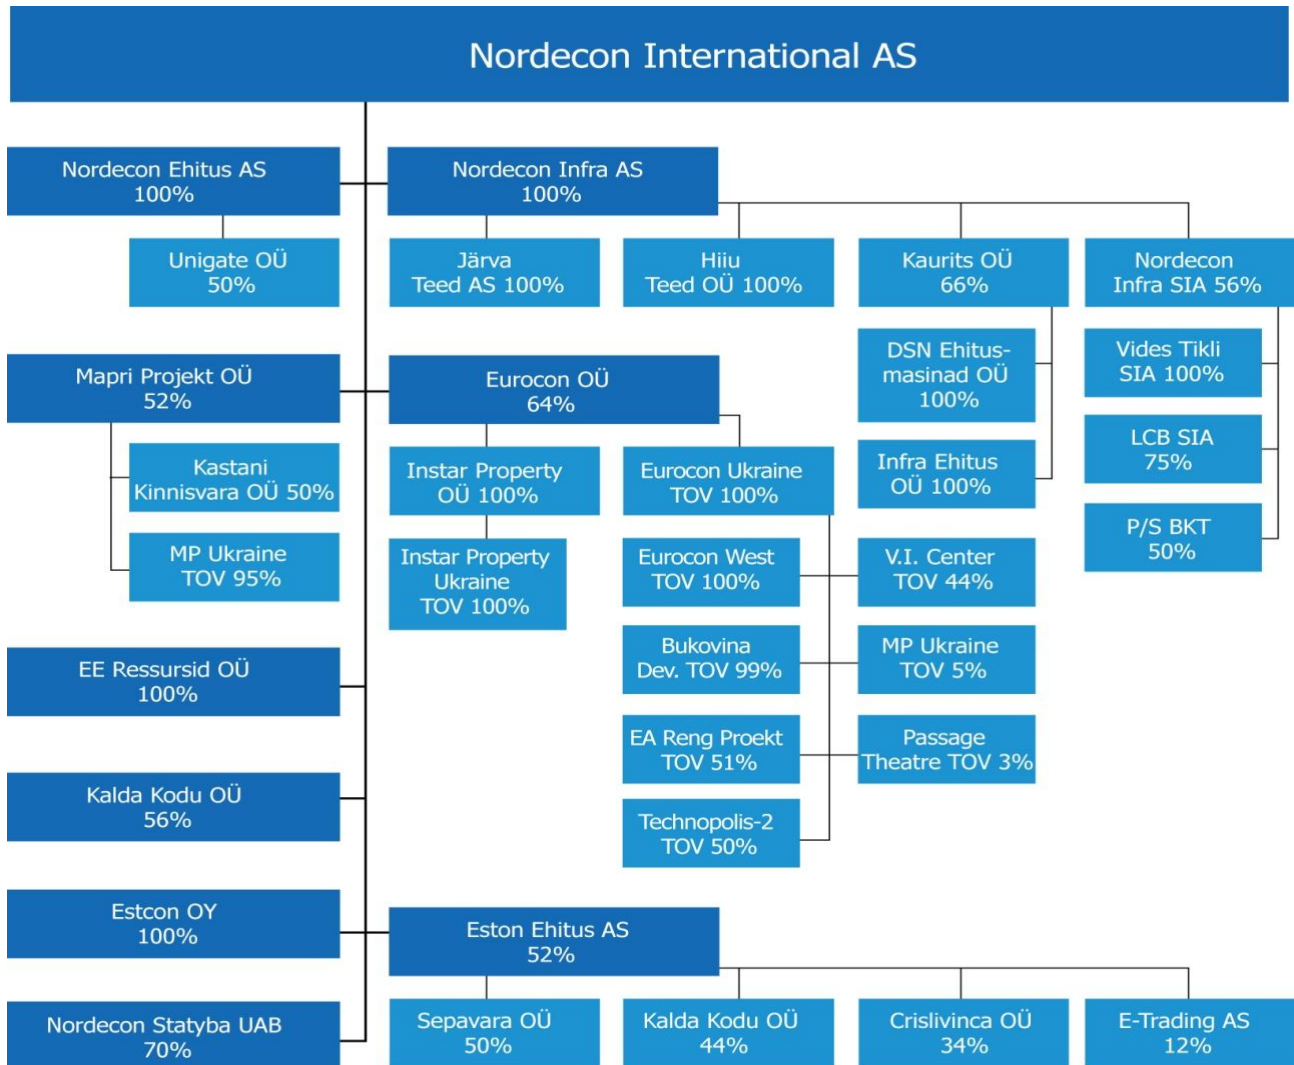 Nordecon International AS
Nordecon Ehitus AS
100%
Nordecon Infra AS
100%
Unigate OÜ
50%
Järva
Teed AS 100%
Hiiu
Teed OÜ 100%
Kaurits OÜ
66%
Nordecon
Infra SIA 56%
DSN Ehitus-
masinad OÜ
100%
Infra Ehitus
OÜ 100%
Vides Tikli
SIA 100%
LCB SIA
75%
P/S BKT
50%
Mapri Projekt OÜ
52%
Kastani
Kinnisvara OÜ 50%
MP Ukraine
TOV 95%
Eurocon OÜ
64%
Instar Property
OÜ 100%
Instar Property
Ukraine
TOV 100%
Eurocon Ukraine
TOV 100%
Eurocon West
TOV 100%
V.I. Center
TOV 44%
Bukovina
Dev. TOV 99%
MP Ukraine
TOV 5%
EA Reng Proekt
TOV 51%
Passage
Theatre TOV 3%
Technopolis-2
TOV 50%
EE Ressursid OÜ
100%
Kalda Kodu OÜ
56%
Estcon OY
100%
Eston Ehitus AS
52%
Nordecon Statyba UAB
70%
Sepavara OÜ
50%
Kalda Kodu OÜ
44%
Crislivinca OÜ
34%
E-Trading AS
12%